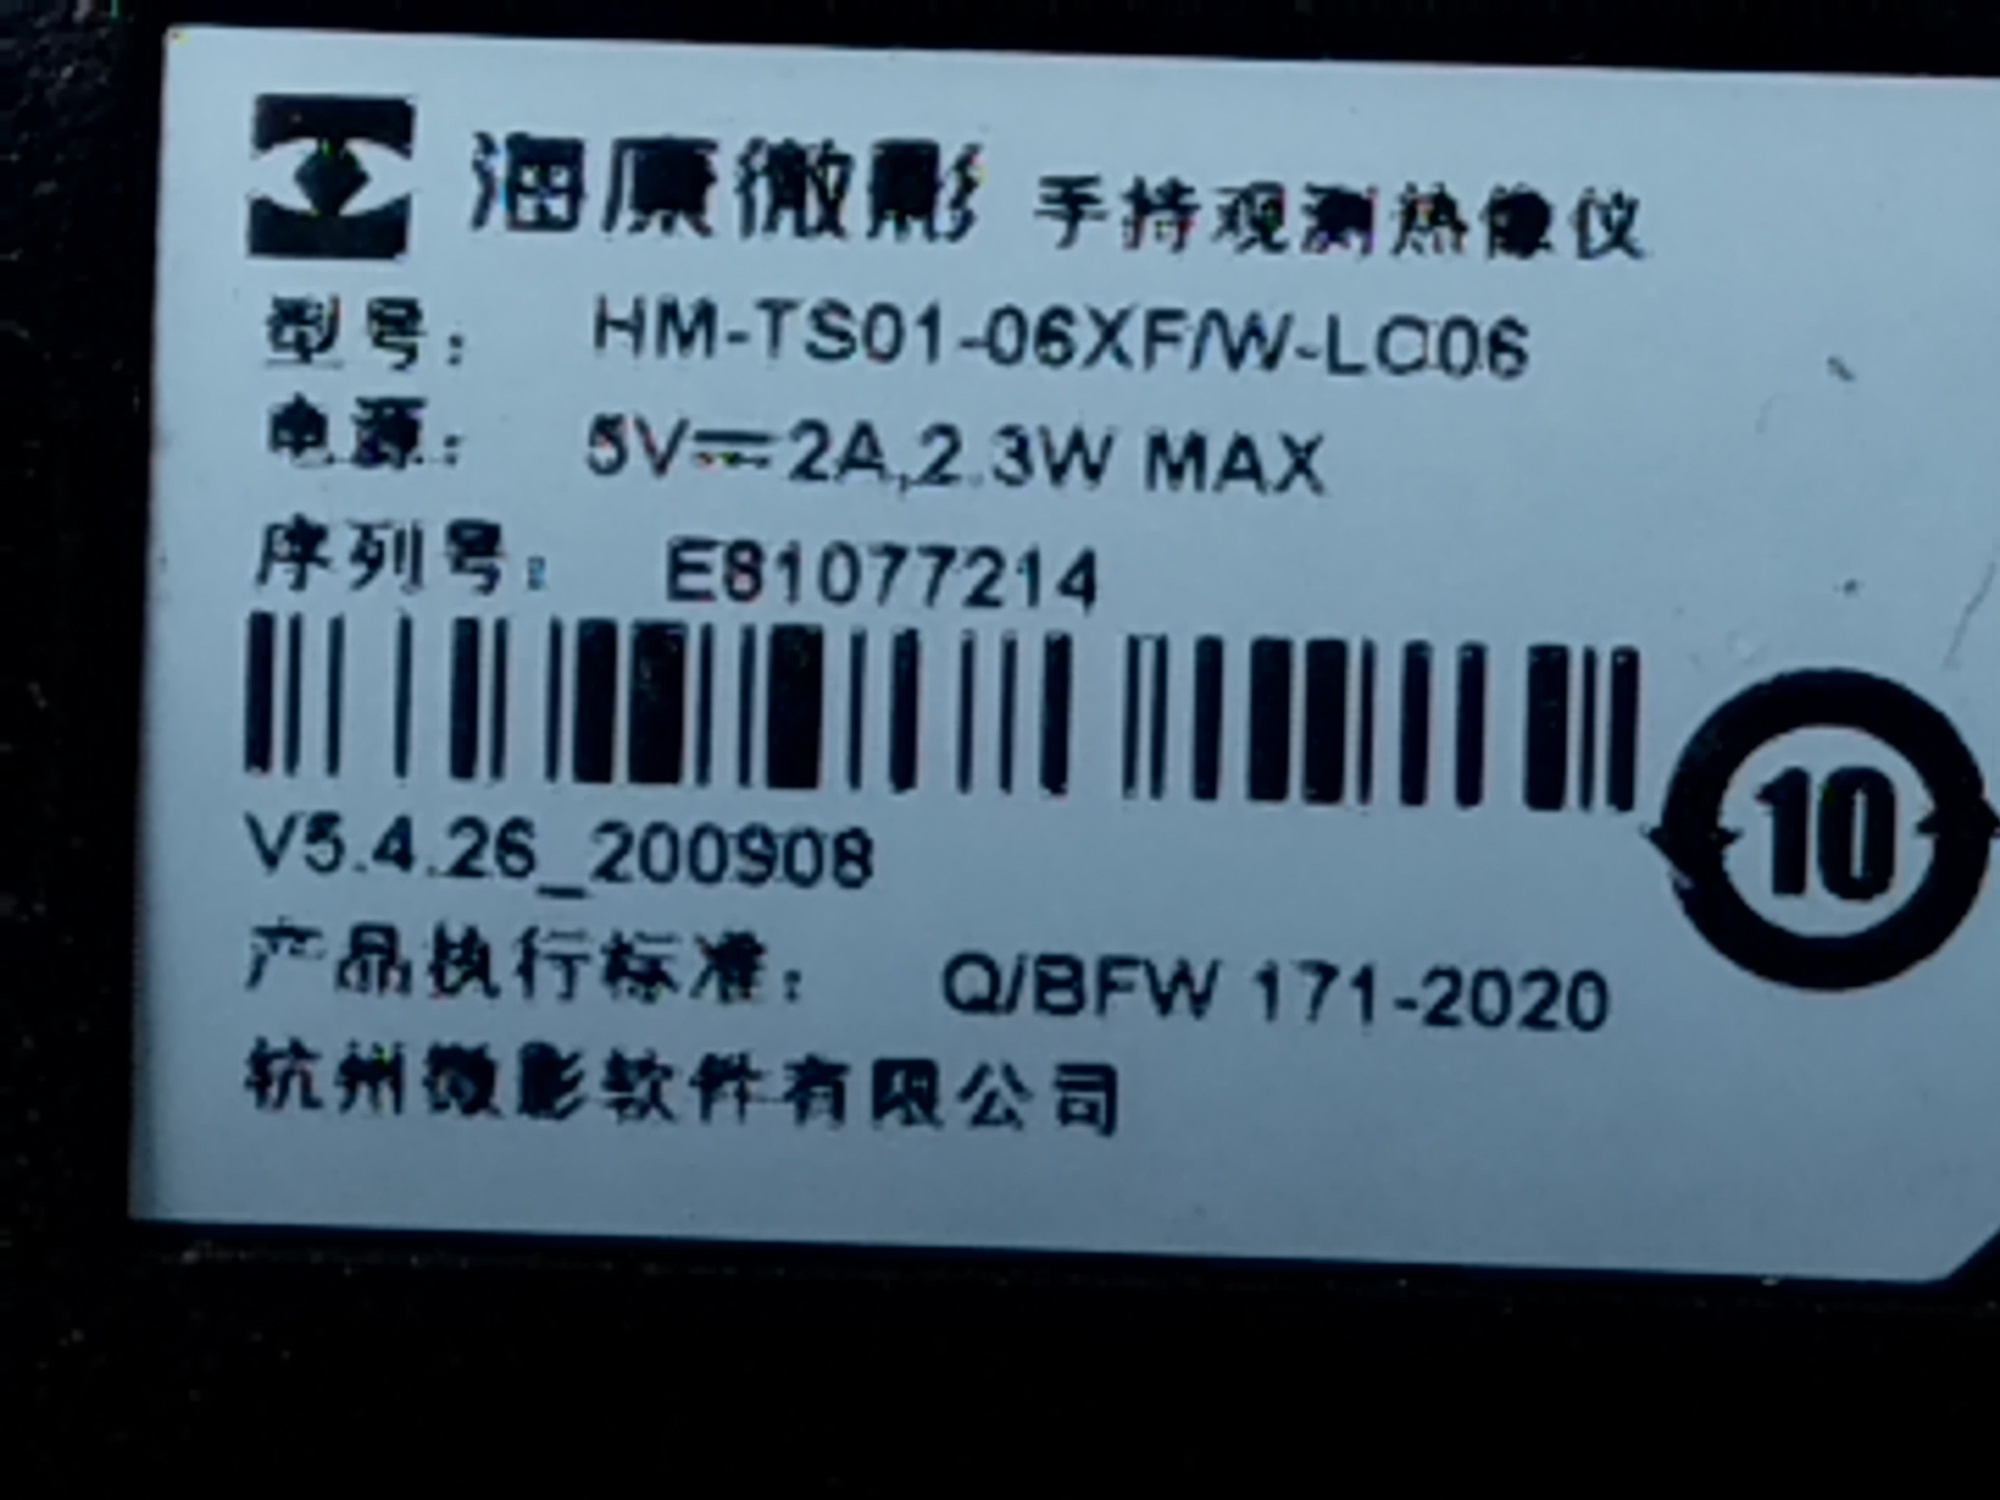 海康微影 手持观测热像仪
型号： HM-TS01-06XF/W-LC06
电源： 5V⎓2A,2.3W MAX
序列号： E81077214
V5.4.26_200908
10
产品执行标准： Q/BFW 171-2020
杭州微影软件有限公司